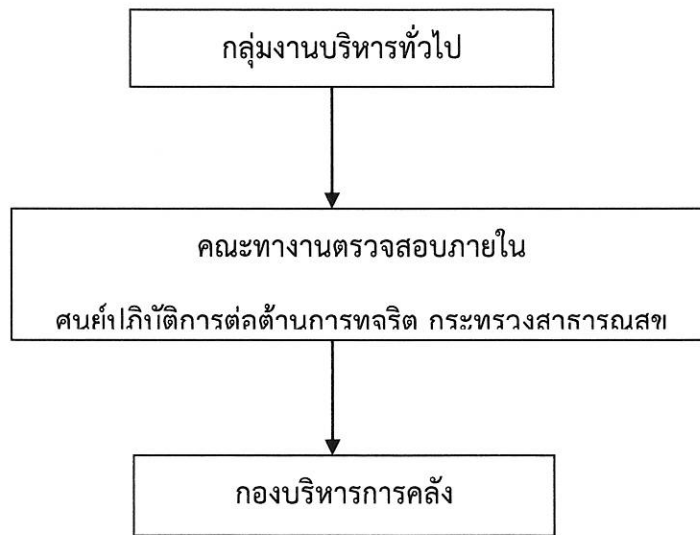 กลุ่มงานบริหารทั่วไป
คณะทางานตรวจสอบภายใน
ศูนย์ปฏิบัติการต่อต้านการทุจริต กระทรวงสาธารณสุข
กองบริหารการคลัง